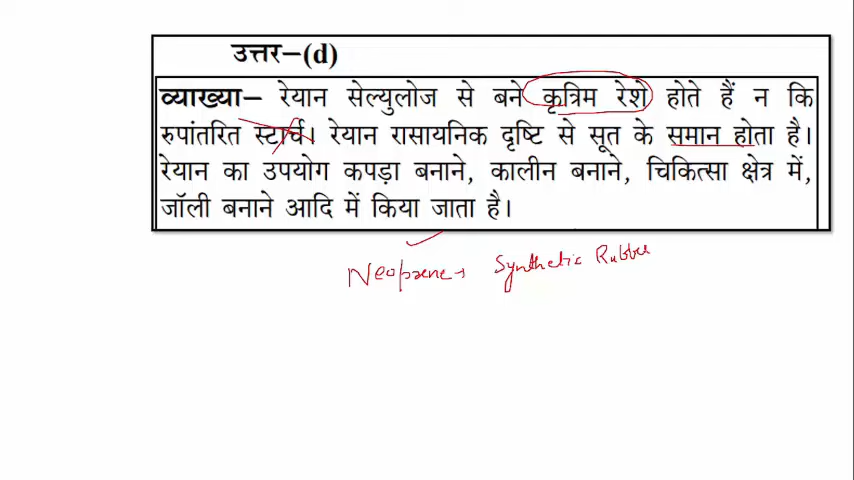 उत्तर–(d)
व्याख्या– रेयान सेल्युलोज से बने कृत्रिम रेशे होते हैं न कि
रुपांतरित स्टार्च। रेयान रासायनिक दृष्टि से सूत के समान होता है।
रेयान का उपयोग कपड़ा बनाने, कालीन बनाने, चिकित्सा क्षेत्र में,
जॉली बनाने आदि में किया जाता है।
Neoprene → Synthetic Rubber